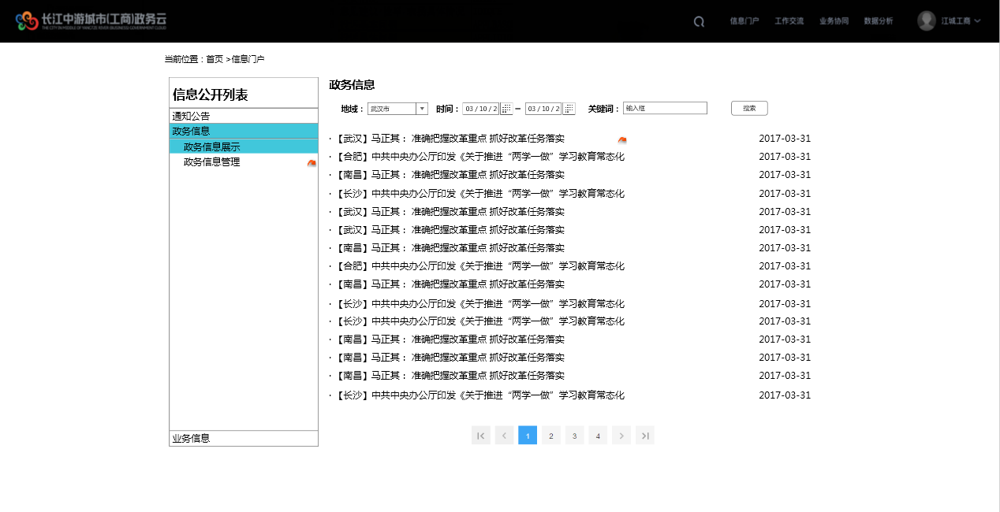 长江中游城市(工商)政务云
THE CITY IN MIDDLE OF YANGTZE RIVER (BUSINESS) GOVERNMENT CLOUD
信息门户 工作交流 业务协同 数据分析 江城工商
当前位置：首页 >信息门户
信息公开列表
通知公告
政务信息
政务信息展示
政务信息管理
业务信息
政务信息
地域： 武汉市 时间： 03 / 10 / 2 – 03 / 10 / 2 关键词： 输入框 搜索
·【武汉】马正其： 准确把握改革重点 抓好改革任务落实 2017-03-31
·【合肥】中共中央办公厅印发《关于推进“两学一做”学习教育常态化 2017-03-31
·【南昌】马正其： 准确把握改革重点 抓好改革任务落实 2017-03-31
·【长沙】中共中央办公厅印发《关于推进“两学一做”学习教育常态化 2017-03-31
·【武汉】马正其： 准确把握改革重点 抓好改革任务落实 2017-03-31
·【武汉】马正其： 准确把握改革重点 抓好改革任务落实 2017-03-31
·【南昌】马正其： 准确把握改革重点 抓好改革任务落实 2017-03-31
·【合肥】中共中央办公厅印发《关于推进“两学一做”学习教育常态化 2017-03-31
·【南昌】马正其： 准确把握改革重点 抓好改革任务落实 2017-03-31
·【长沙】中共中央办公厅印发《关于推进“两学一做”学习教育常态化 2017-03-31
·【长沙】中共中央办公厅印发《关于推进“两学一做”学习教育常态化 2017-03-31
·【南昌】马正其： 准确把握改革重点 抓好改革任务落实 2017-03-31
·【南昌】马正其： 准确把握改革重点 抓好改革任务落实 2017-03-31
·【南昌】马正其： 准确把握改革重点 抓好改革任务落实 2017-03-31
·【长沙】中共中央办公厅印发《关于推进“两学一做”学习教育常态化 2017-03-31
1 2 3 4